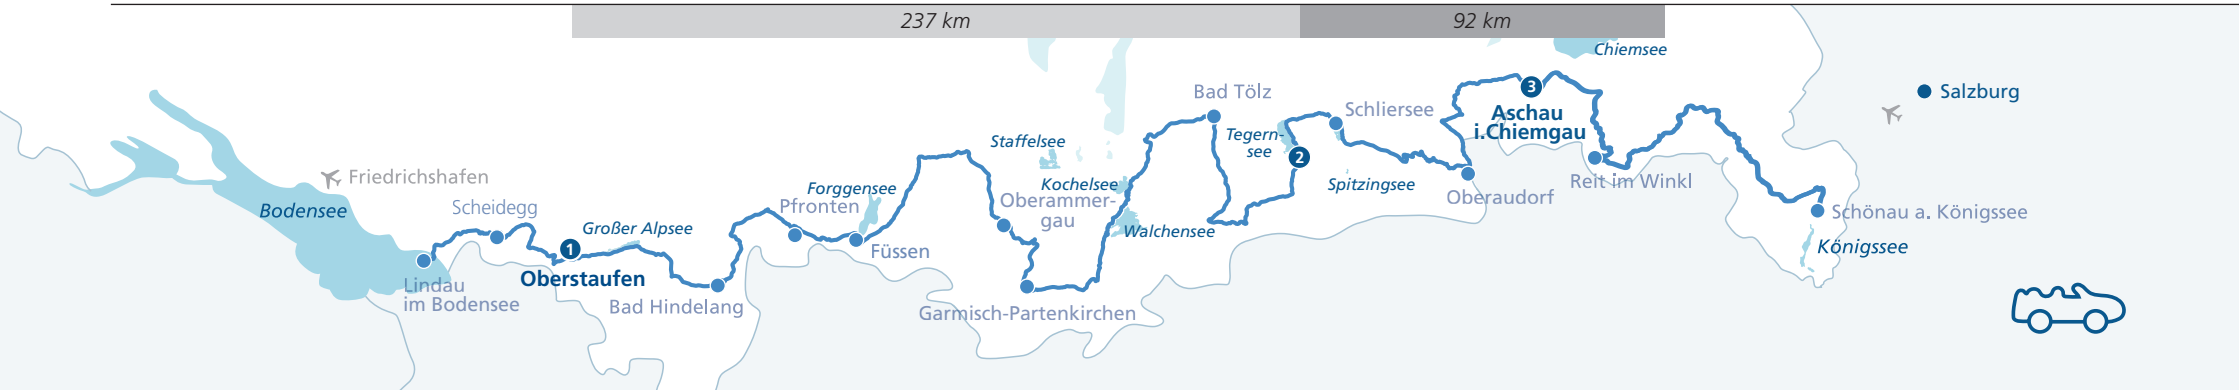 237 km
92 km
Chiemsee
Salzburg
Bad Tölz
Schliersee
3
Aschau
i.Chiemgau
Staffelsee
Tegern-
see
2
Friedrichshafen
Forggensee
Kochelsee
Spitzingsee
Reit im Winkl
Scheidegg
Bodensee
Pfronten
Oberammer-
gau
Oberaudorf
Schönau a. Königssee
Großer Alpsee
Walchensee
Königssee
1
Füssen
Oberstaufen
Lindau
im Bodensee
Bad Hindelang
Garmisch-Partenkirchen